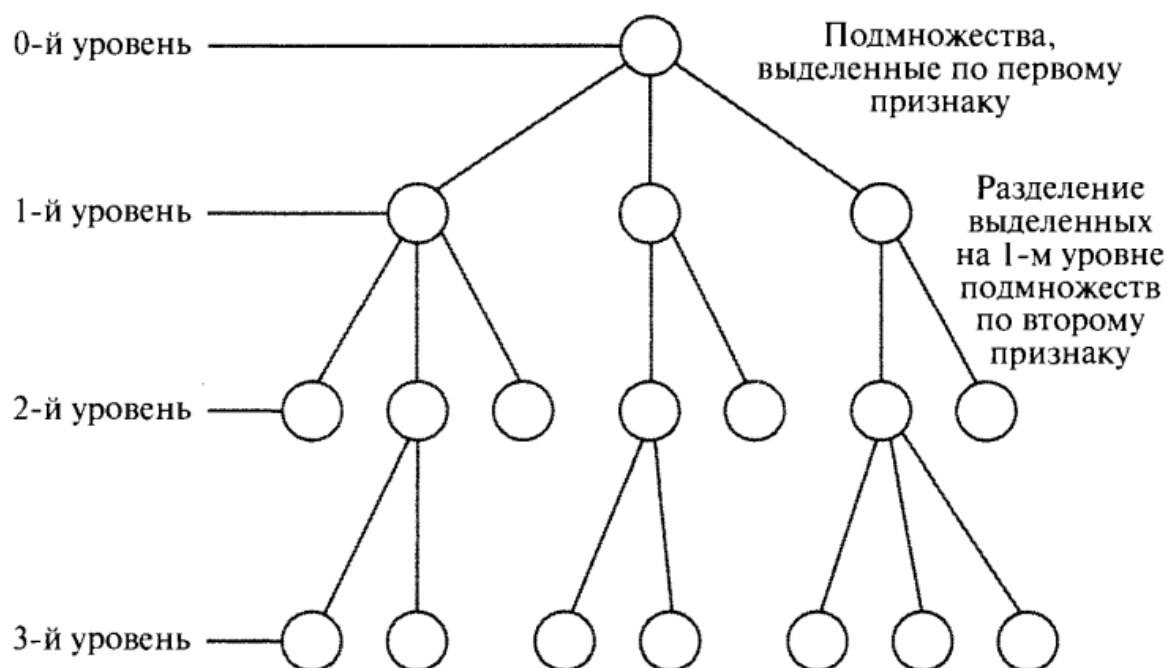 0-й уровень
Подмножества,
выделенные по первому
признаку
1-й уровень
Разделение
выделенных
на 1-м уровне
подмножеств
по второму
признаку
2-й уровень
3-й уровень